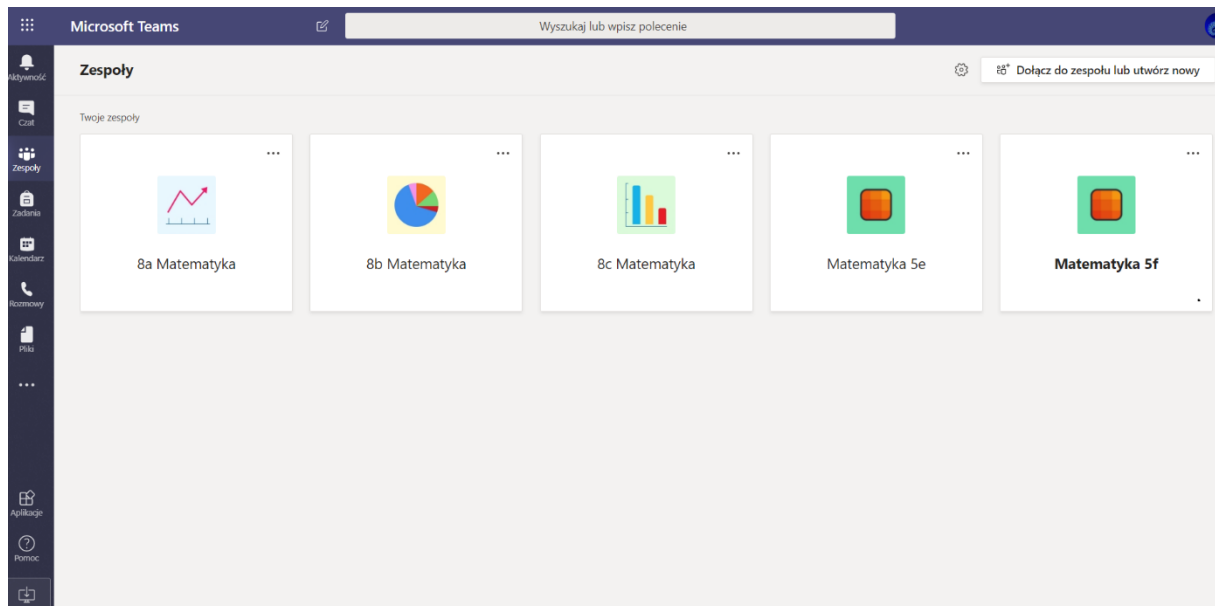 Microsoft Teams
Wyszukaj lub wpisz polecenie
Aktywność
Czat
Zespoły
Zadania
Kalendarz
Rozmowy
Pliki
Aplikacje
Pomoc
Zespoły
Dołącz do zespołu lub utwórz nowy
Twoje zespoły
8a Matematyka
8b Matematyka
8c Matematyka
Matematyka 5e
Matematyka 5f